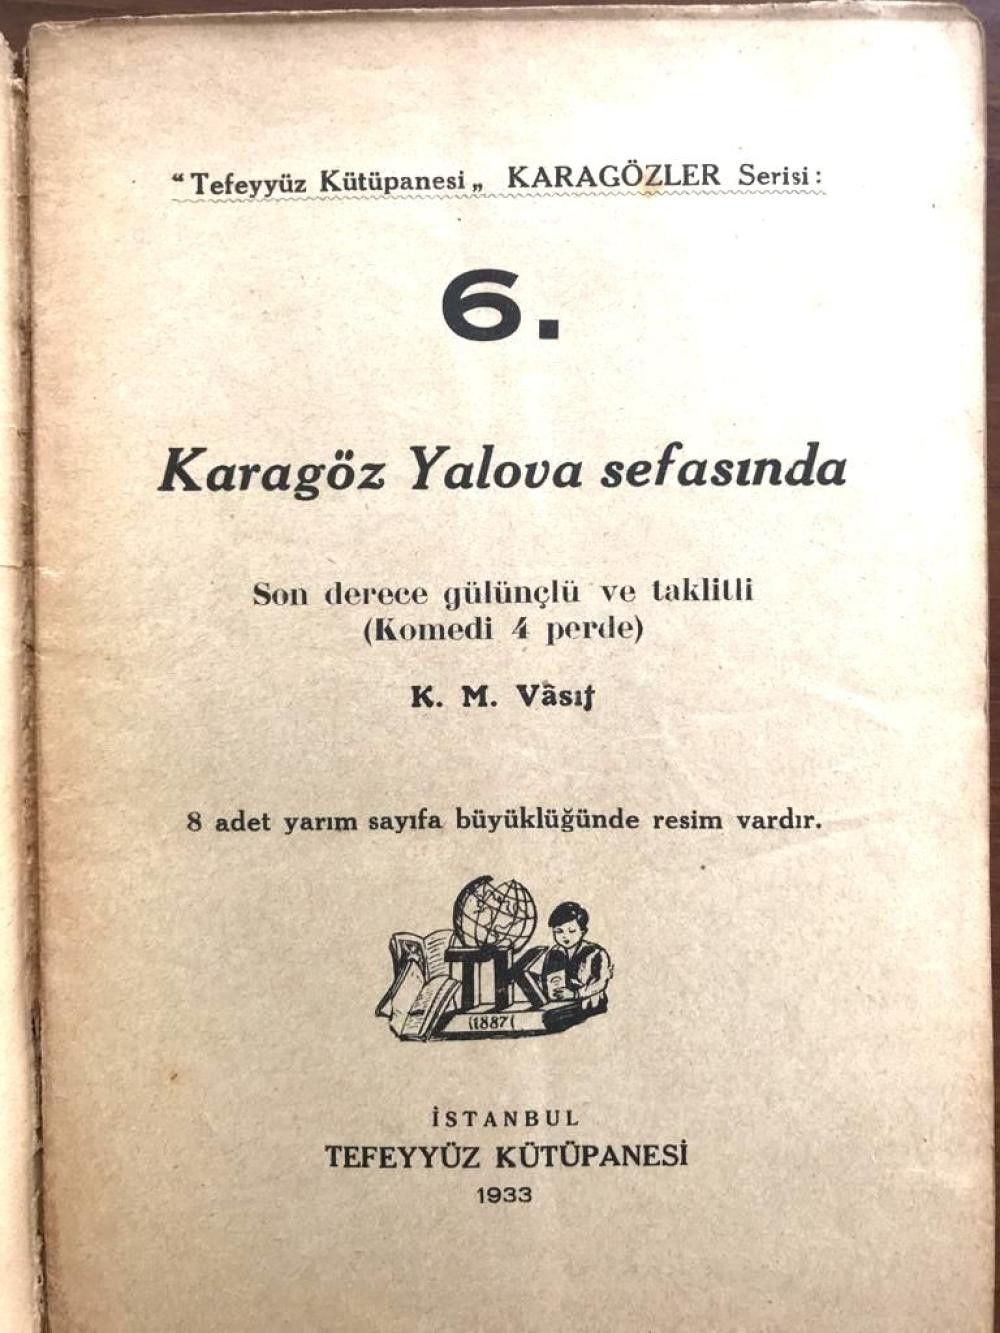 “Tefeyyüz Kütüpanesi„ KARAGÖZLER Serisi:
6.
Karagöz Yalova sefasında
Son derece gülünçlü ve taklitli
(Komedi 4 perde)
K. M. Vâsıf
8 adet yarım sayıfa büyüklüğünde resim vardır.
TK
(1887(
İSTANBUL
TEFEYYÜZ KÜTÜPANESİ
1933